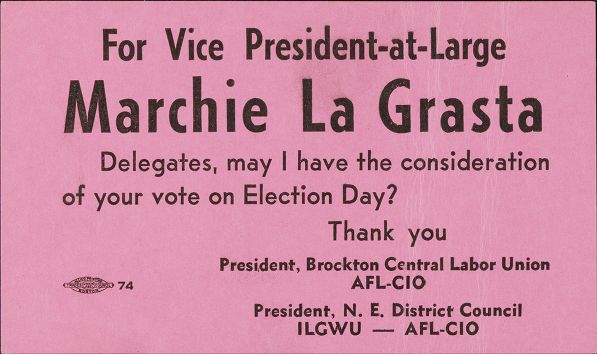 For Vice President-at-Large
Marchie La Grasta
Delegates, may I have the consideration
of your vote on Election Day?
Thank you
President, Brockton Central Labor Union
AFL-CIO
74
President, N. E. District Council
ILGWU — AFL-CIO